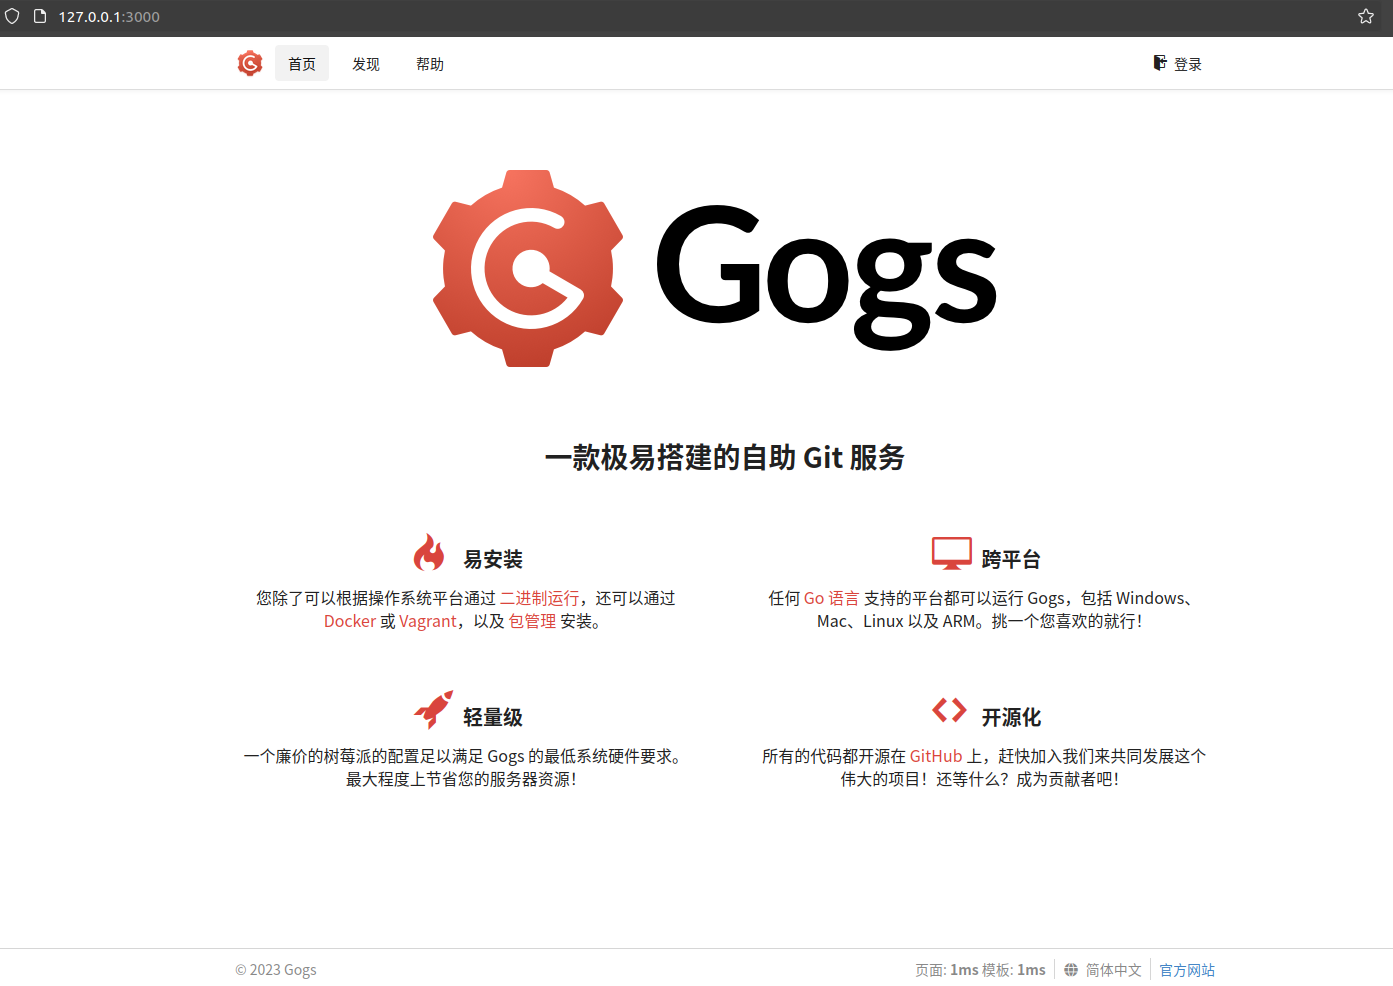 127.0.0.1:3000
首页 发现 帮助 登录
Gogs
一款极易搭建的自助 Git 服务
易安装
您除了可以根据操作系统平台通过 二进制运行，还可以通过
Docker 或 Vagrant，以及 包管理 安装。
跨平台
任何 Go 语言 支持的平台都可以运行 Gogs，包括 Windows、
Mac、Linux 以及 ARM。挑一个您喜欢的就行！
轻量级
一个廉价的树莓派的配置足以满足 Gogs 的最低系统硬件要求。
最大程度上节省您的服务器资源！
开源化
所有的代码都开源在 GitHub 上，赶快加入我们来共同发展这个
伟大的项目！还等什么？成为贡献者吧！
© 2023 Gogs 页面: 1ms 模板: 1ms 简体中文 官方网站